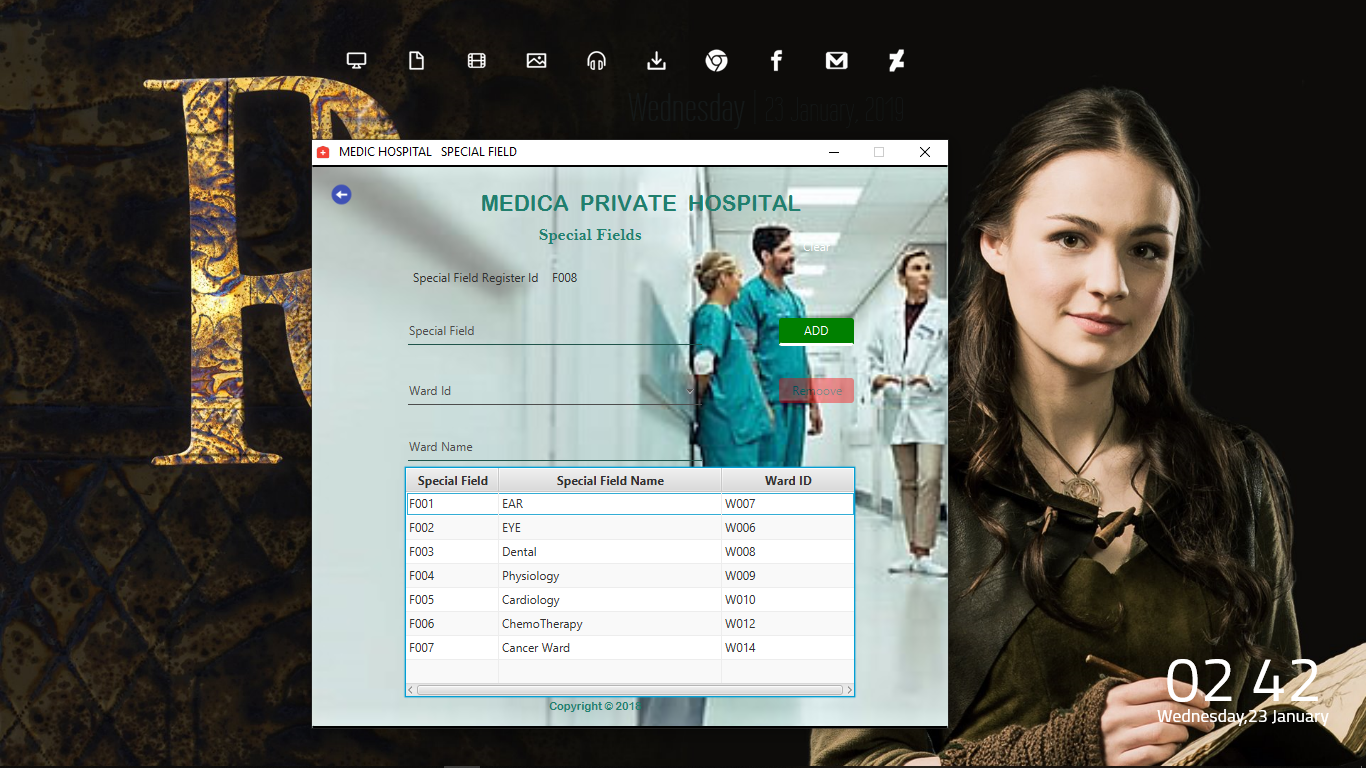 Wednesday | 23 January, 2019
MEDIC HOSPITAL SPECIAL FIELD
MEDICA PRIVATE HOSPITAL
Special Fields
Clear
Special Field Register Id F008
Special Field
ADD
Ward Id
Remoove
Ward Name
Special Field Special Field Name Ward ID
F001 EAR W007
F002 EYE W006
F003 Dental W008
F004 Physiology W009
F005 Cardiology W010
F006 ChemoTherapy W012
F007 Cancer Ward W014
Copyright © 2018
02 42
Wednesday,23 January